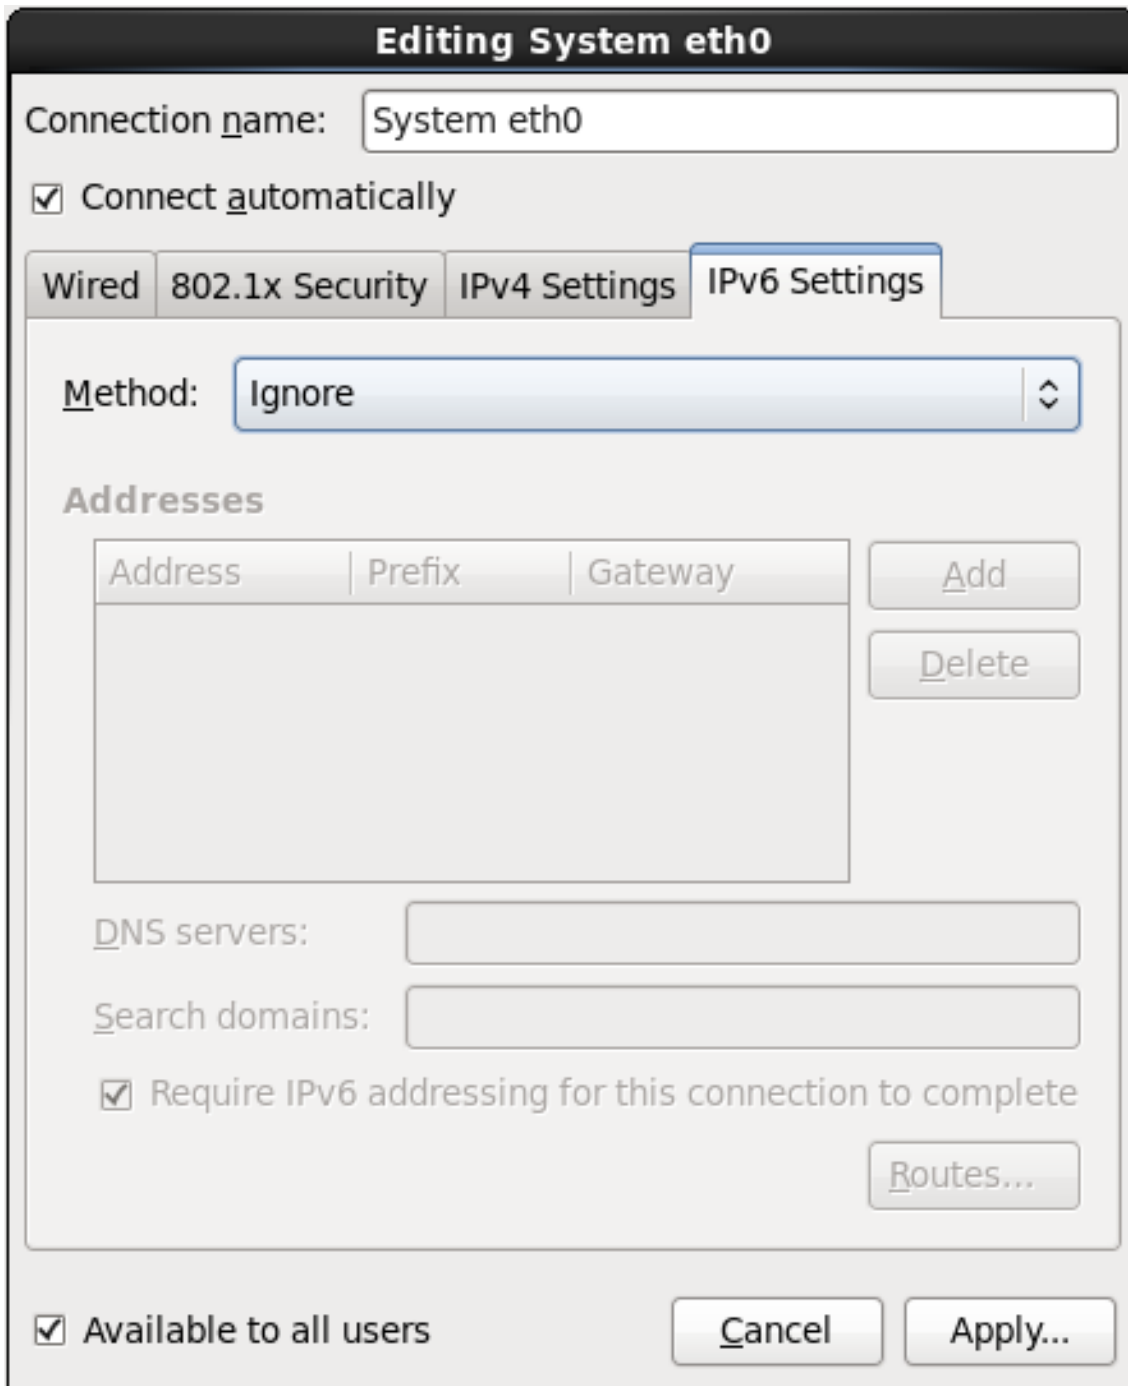 Editing System eth0
Connection name: System eth0
Connect automatically
Wired 802.1x Security IPv4 Settings IPv6 Settings
Method: Ignore
Addresses
Address Prefix Gateway Add
Delete
DNS servers:
Search domains:
Require IPv6 addressing for this connection to complete
Routes...
Available to all users Cancel Apply...